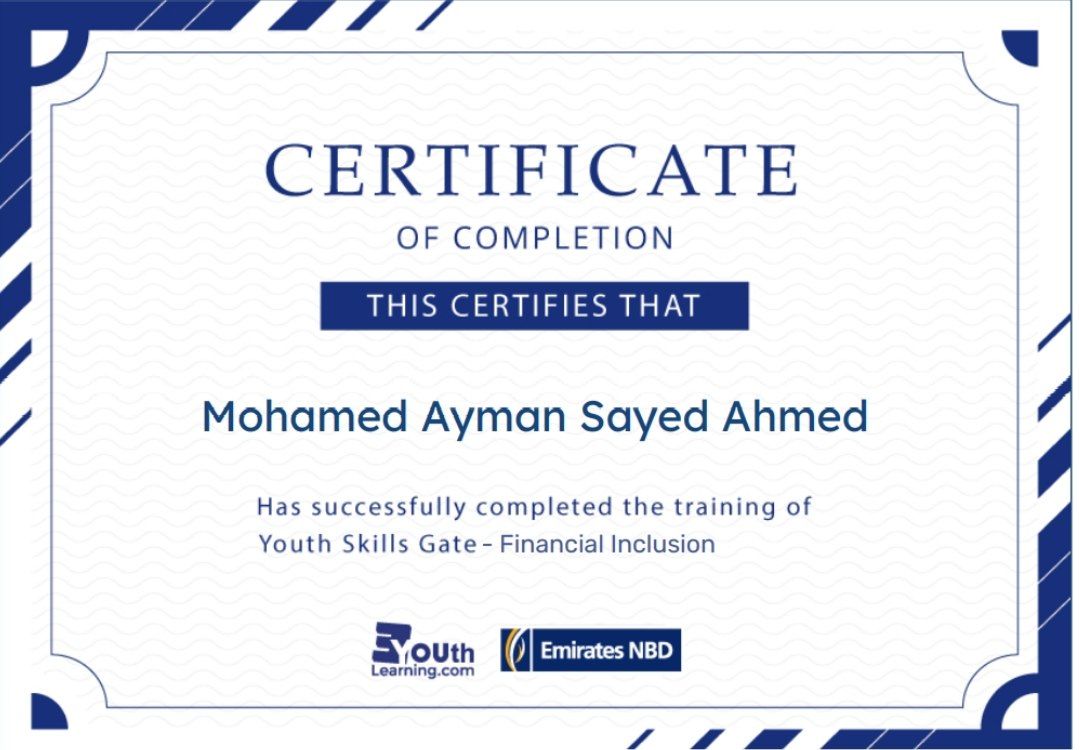 CERTIFICATE
OF COMPLETION
THIS CERTIFIES THAT
Mohamed Ayman Sayed Ahmed
Has successfully completed the training of
Youth Skills Gate - Financial Inclusion
EYouth
Learning.com
Emirates NBD